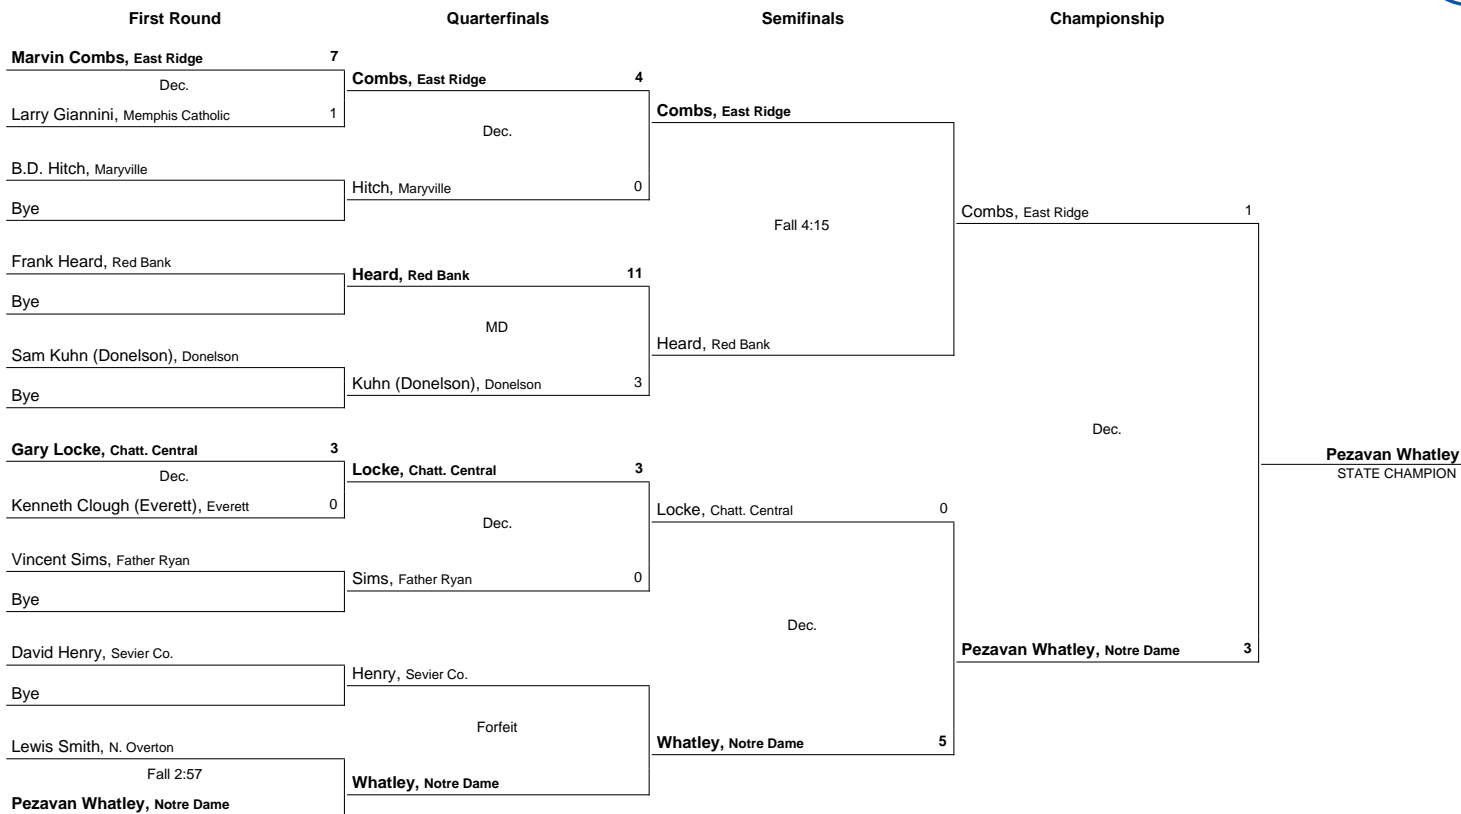 First Round Quarterfinals Semifinals Championship
Marvin Combs, East Ridge 7
Dec.
Larry Giannini, Memphis Catholic 1
B.D. Hitch, Maryville
Bye
Frank Heard, Red Bank
Bye
Sam Kuhn (Donelson), Donelson
Bye
Gary Locke, Chatt. Central 3
Dec.
Kenneth Clough (Everett), Everett 0
Vincent Sims, Father Ryan
Bye
David Henry, Sevier Co.
Bye
Lewis Smith, N. Overton
Fall 2:57
Pezavan Whatley, Notre Dame
Combs, East Ridge 4
Dec.
Hitch, Maryville 0
Heard, Red Bank 11
MD
Kuhn (Donelson), Donelson 3
Locke, Chatt. Central 3
Dec.
Sims, Father Ryan 0
Henry, Sevier Co.
Forfeit
Whatley, Notre Dame
Combs, East Ridge
Fall 4:15
Heard, Red Bank
Locke, Chatt. Central 0
Dec.
Whatley, Notre Dame 5
Combs, East Ridge 1
Dec.
Pezavan Whatley, Notre Dame 3
Pezavan Whatley
STATE CHAMPION